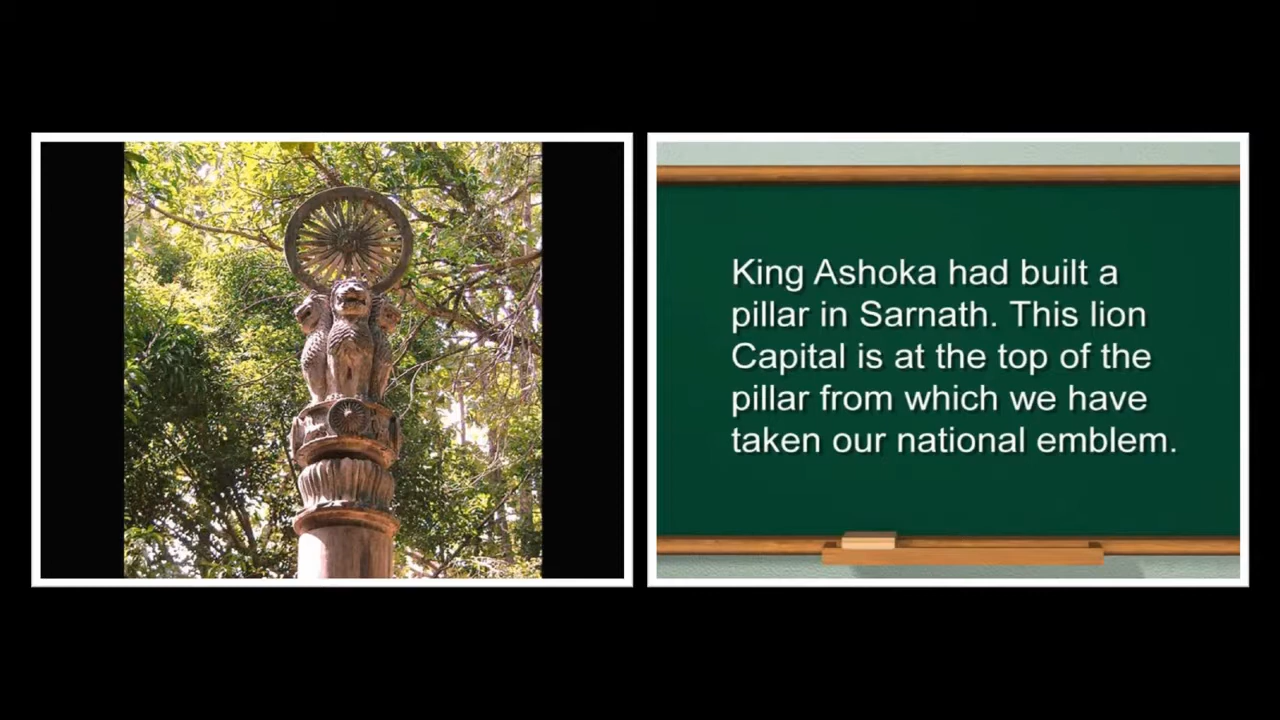 King Ashoka had built a
pillar in Sarnath. This lion
Capital is at the top of the
pillar from which we have
taken our national emblem.